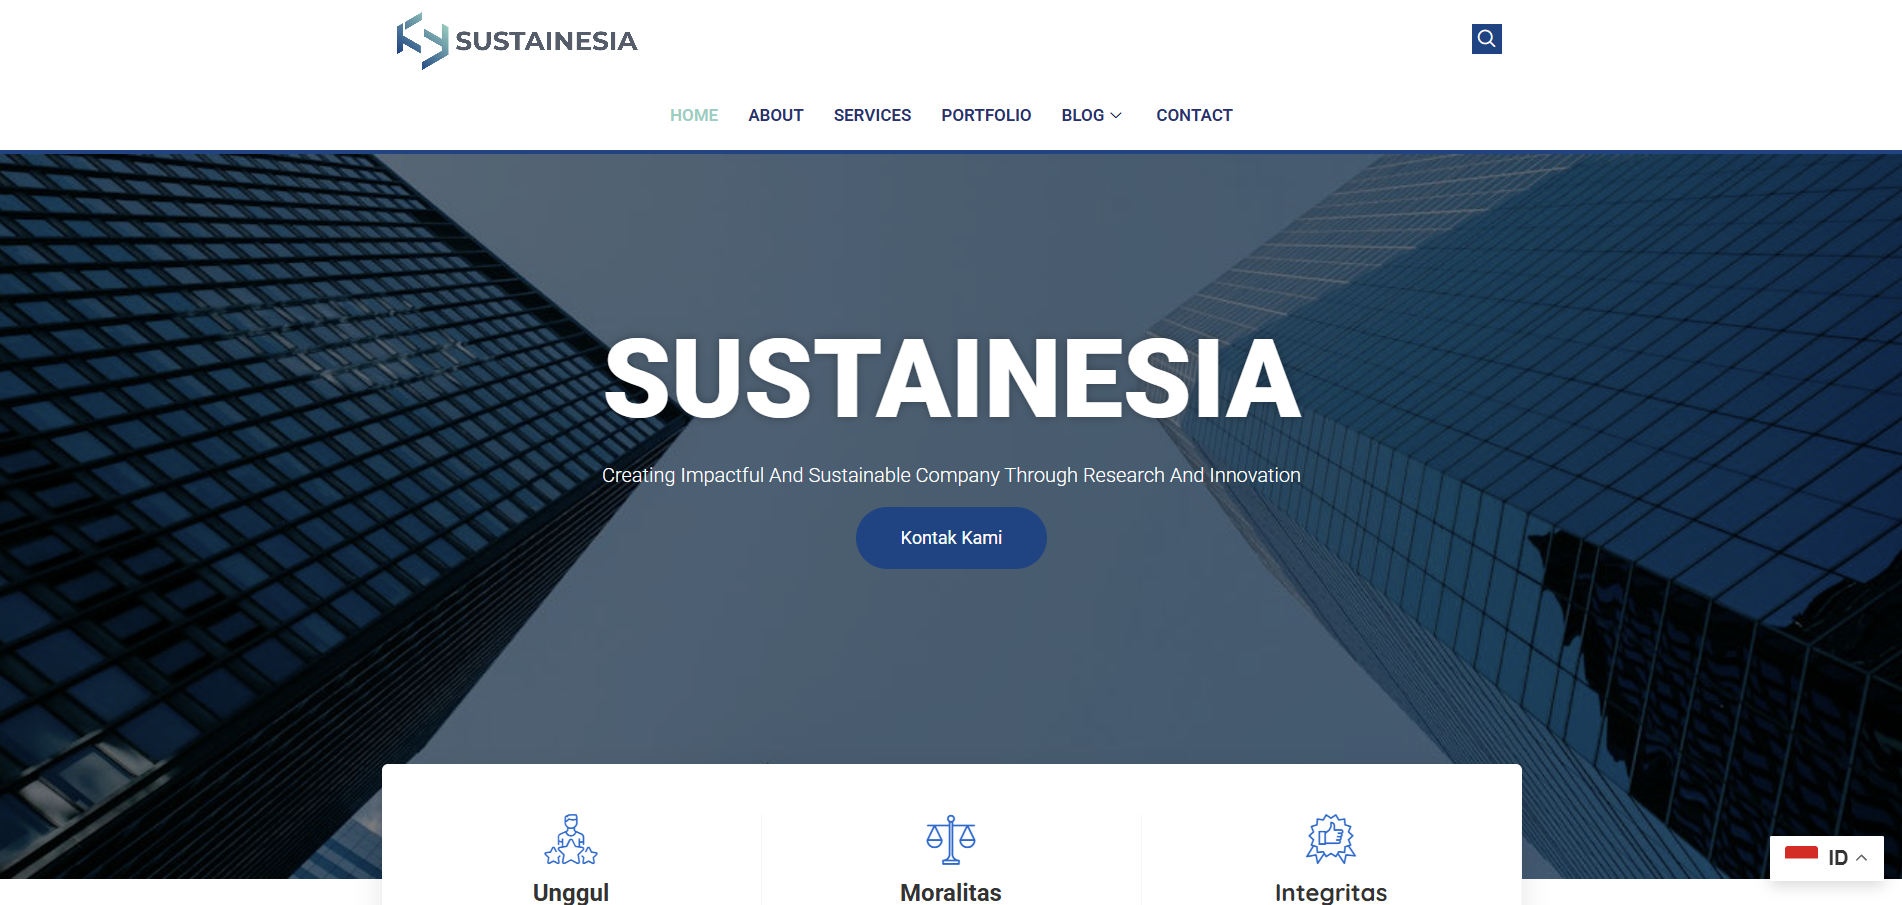 SUSTAINESIA
HOME ABOUT SERVICES PORTFOLIO BLOG CONTACT
SUSTAINESIA
Creating Impactful And Sustainable Company Through Research And Innovation
Kontak Kami
Unggul Moralitas Integritas
ID